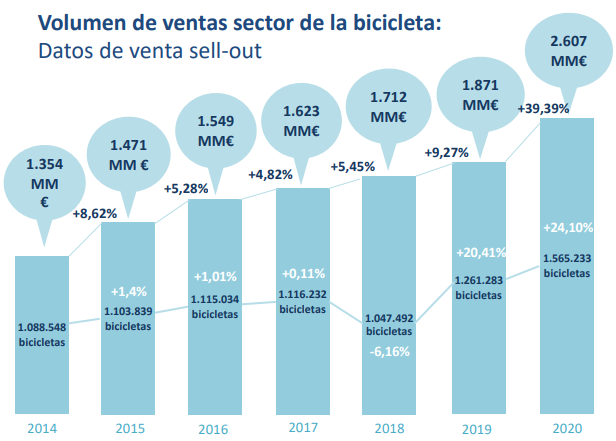 Volumen de ventas sector de la bicicleta:
Datos de venta sell-out
1.354
MM
€
1.471
MM €
1.549
MM€
1.623
MM€
1.712
MM€
1.871
MM€
2.607
MM€
+8,62%
+5,28%
+4,82%
+5,45%
+9,27%
+39,39%
1.088.548
bicicletas
+1,4%
1.103.839
bicicletas
+1,01%
1.115.034
bicicletas
+0,11%
1.116.232
bicicletas
1.047.492
bicicletas
-6,16%
+20,41%
1.261.283
bicicletas
+24,10%
1.565.233
bicicletas
2014
2015
2016
2017
2018
2019
2020